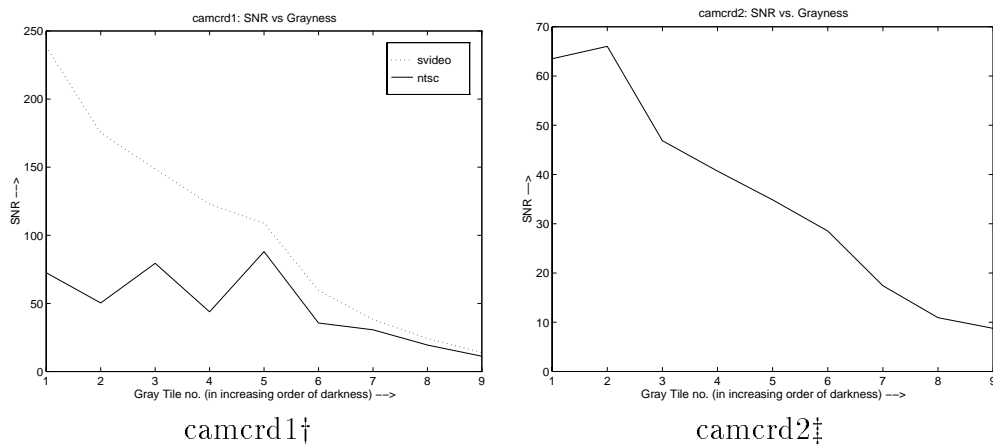 camcrd1: SNR vs Grayness
250
200
150
100
50
0
SNR −−>
svideo
ntsc
1 2 3 4 5 6 7 8 9
Gray Tile no. (in increasing order of darkness) −−>
camcrd1†
camcrd2: SNR vs. Grayness
70
60
50
40
30
20
10
0
SNR −−>
1 2 3 4 5 6 7 8 9
Gray Tile no. (in increasing order of darkness) −−>
camcrd2‡